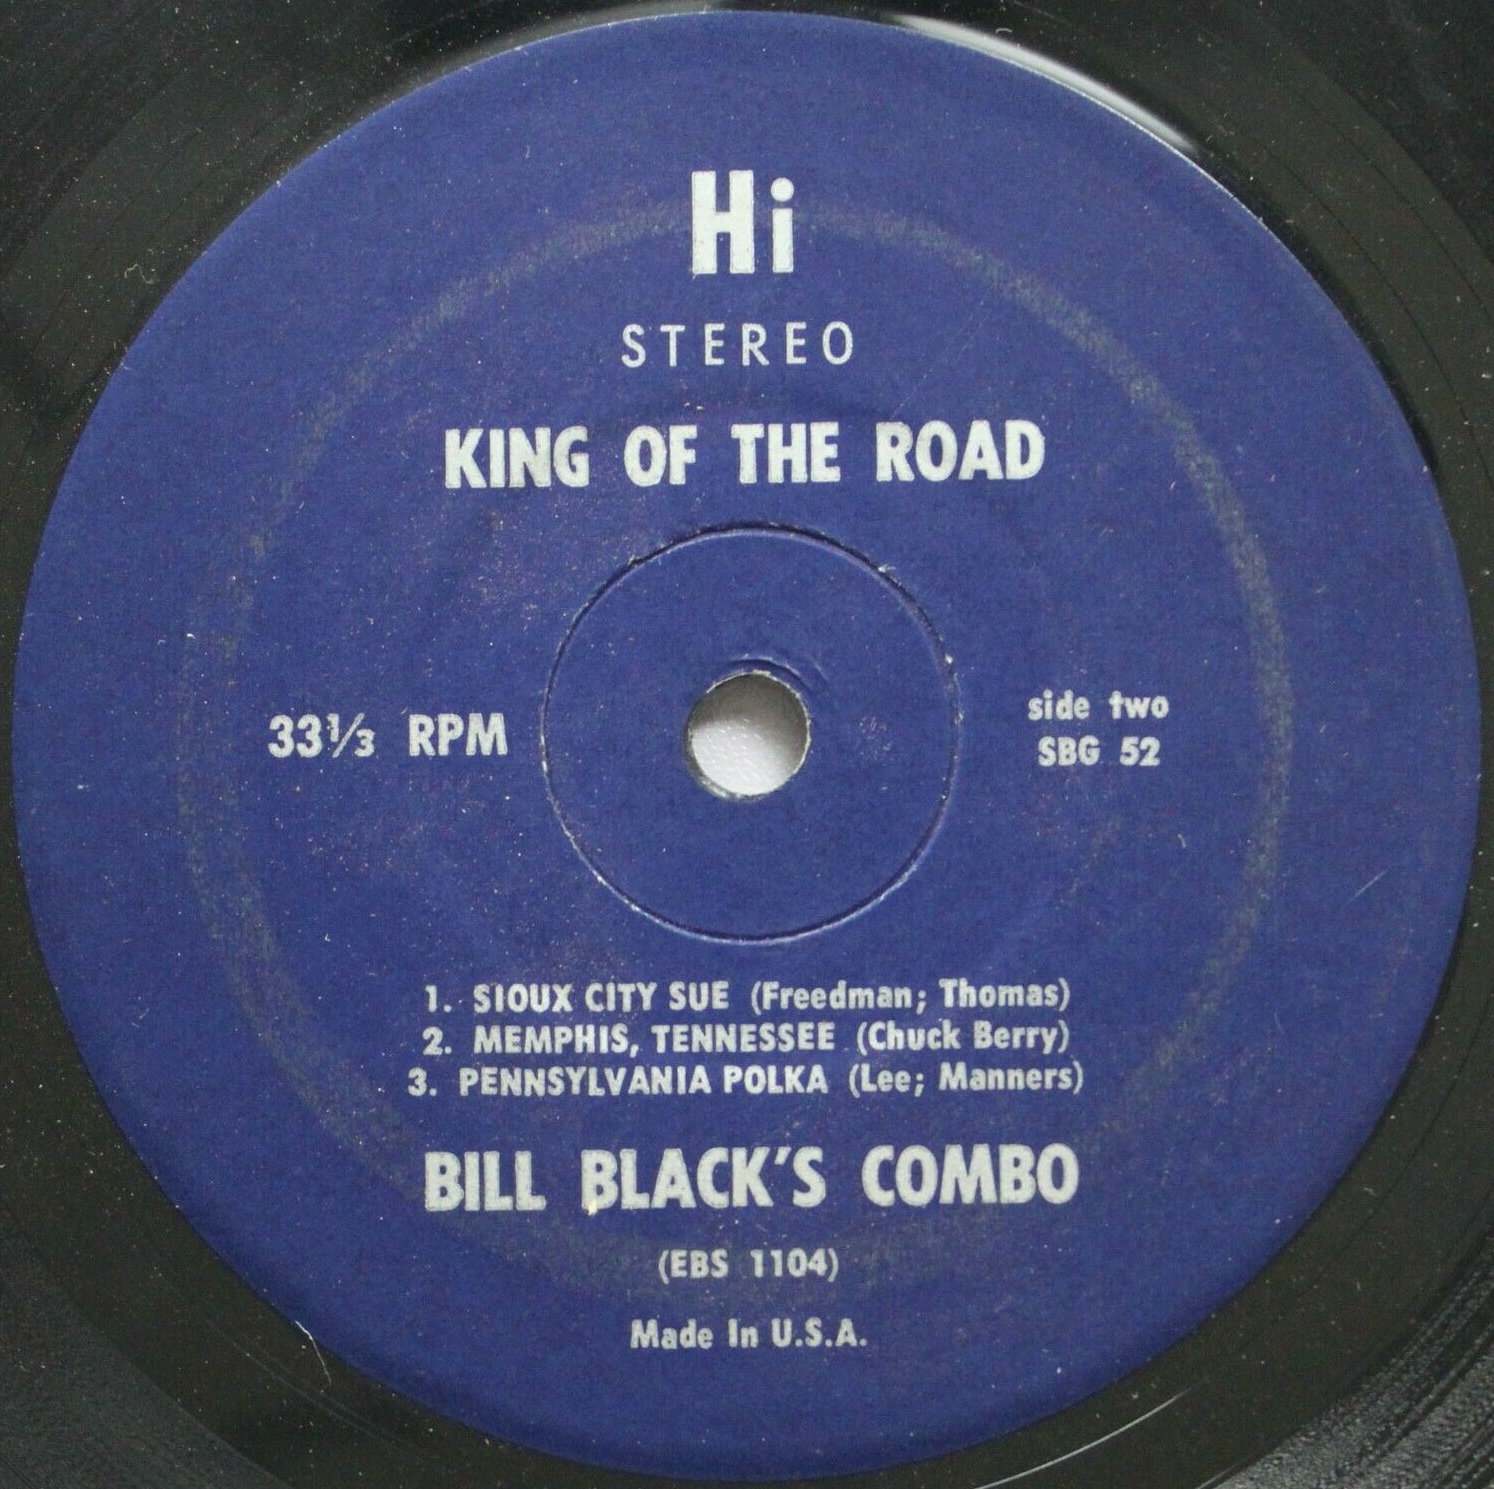 Hi
STEREO
KING OF THE ROAD
33⅓ RPM
side two
SBG 52
1. SIOUX CITY SUE (Freedman; Thomas)
2. MEMPHIS, TENNESSEE (Chuck Berry)
3. PENNSYLVANIA POLKA (Lee; Manners)
BILL BLACK'S COMBO
(EBS 1104)
Made In U.S.A.